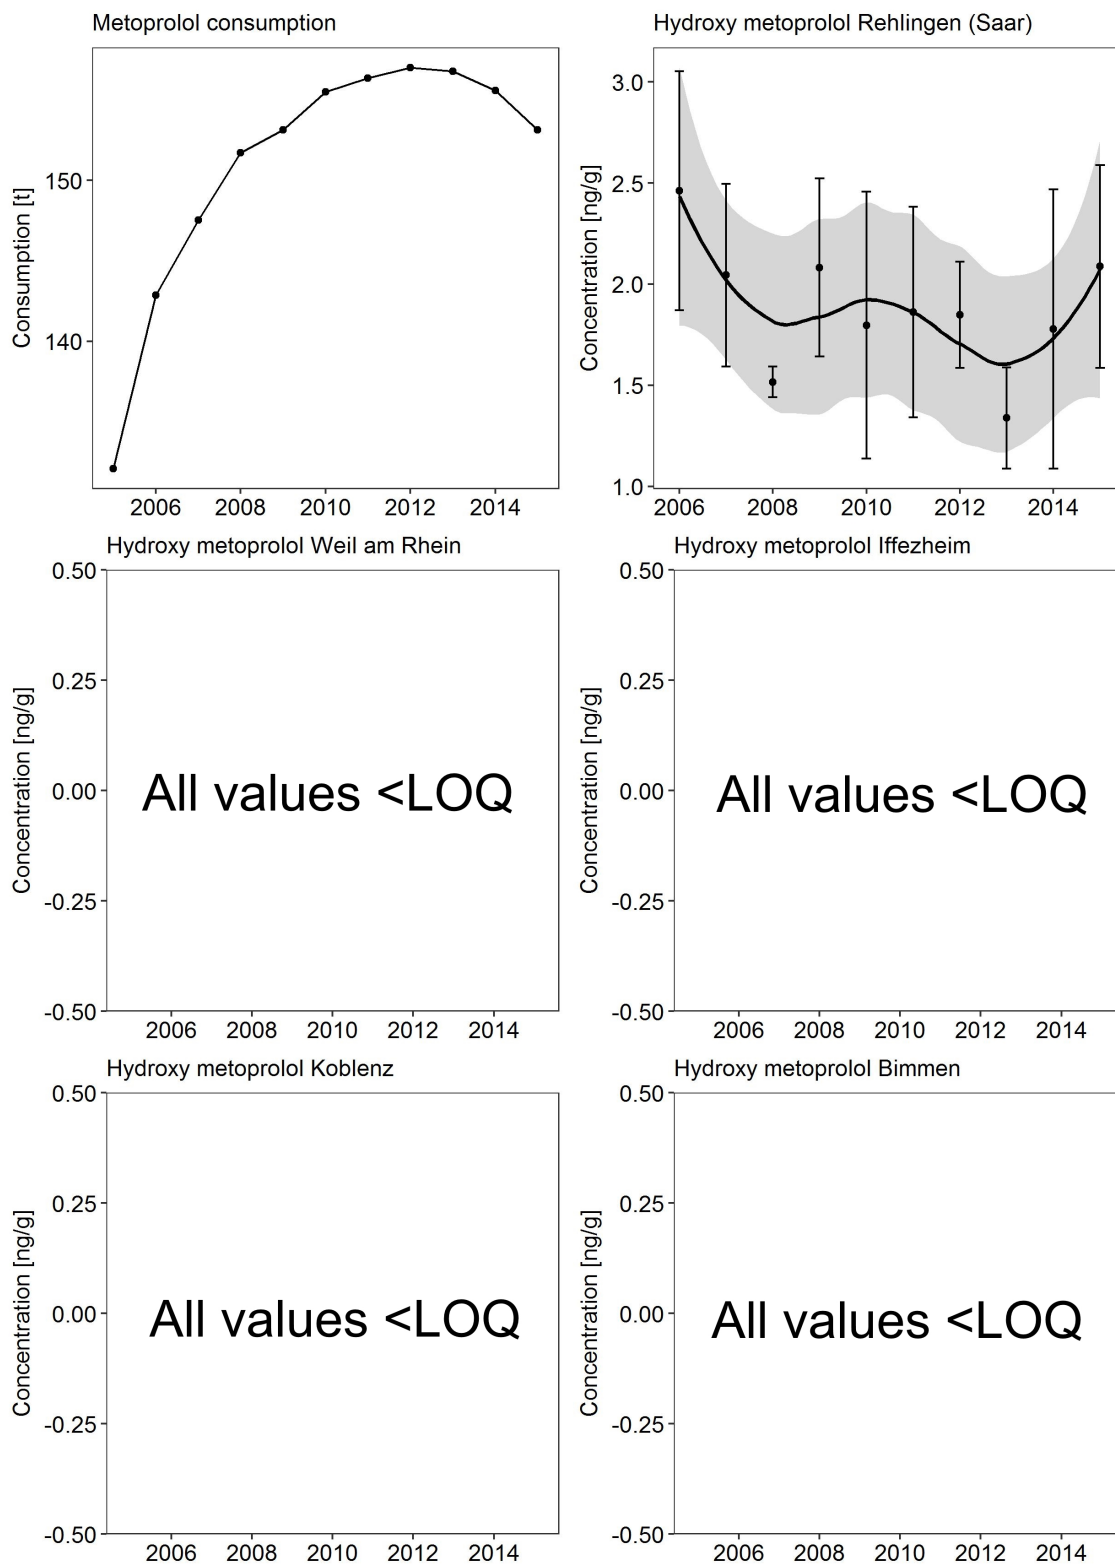 Metoprolol consumption
Consumption [t]
150
140
2006 2008 2010 2012 2014
Hydroxy metoprolol Rehlingen (Saar)
Concentration [ng/g]
3.0
2.5
2.0
1.5
1.0
2006 2008 2010 2012 2014
Hydroxy metoprolol Weil am Rhein
Concentration [ng/g]
0.50
0.25
0.00
-0.25
-0.50
All values <LOQ
2006 2008 2010 2012 2014
Hydroxy metoprolol Iffezheim
Concentration [ng/g]
0.50
0.25
0.00
-0.25
-0.50
All values <LOQ
2006 2008 2010 2012 2014
Hydroxy metoprolol Koblenz
Concentration [ng/g]
0.50
0.25
0.00
-0.25
-0.50
All values <LOQ
2006 2008 2010 2012 2014
Hydroxy metoprolol Bimmen
Concentration [ng/g]
0.50
0.25
0.00
-0.25
-0.50
All values <LOQ
2006 2008 2010 2012 2014